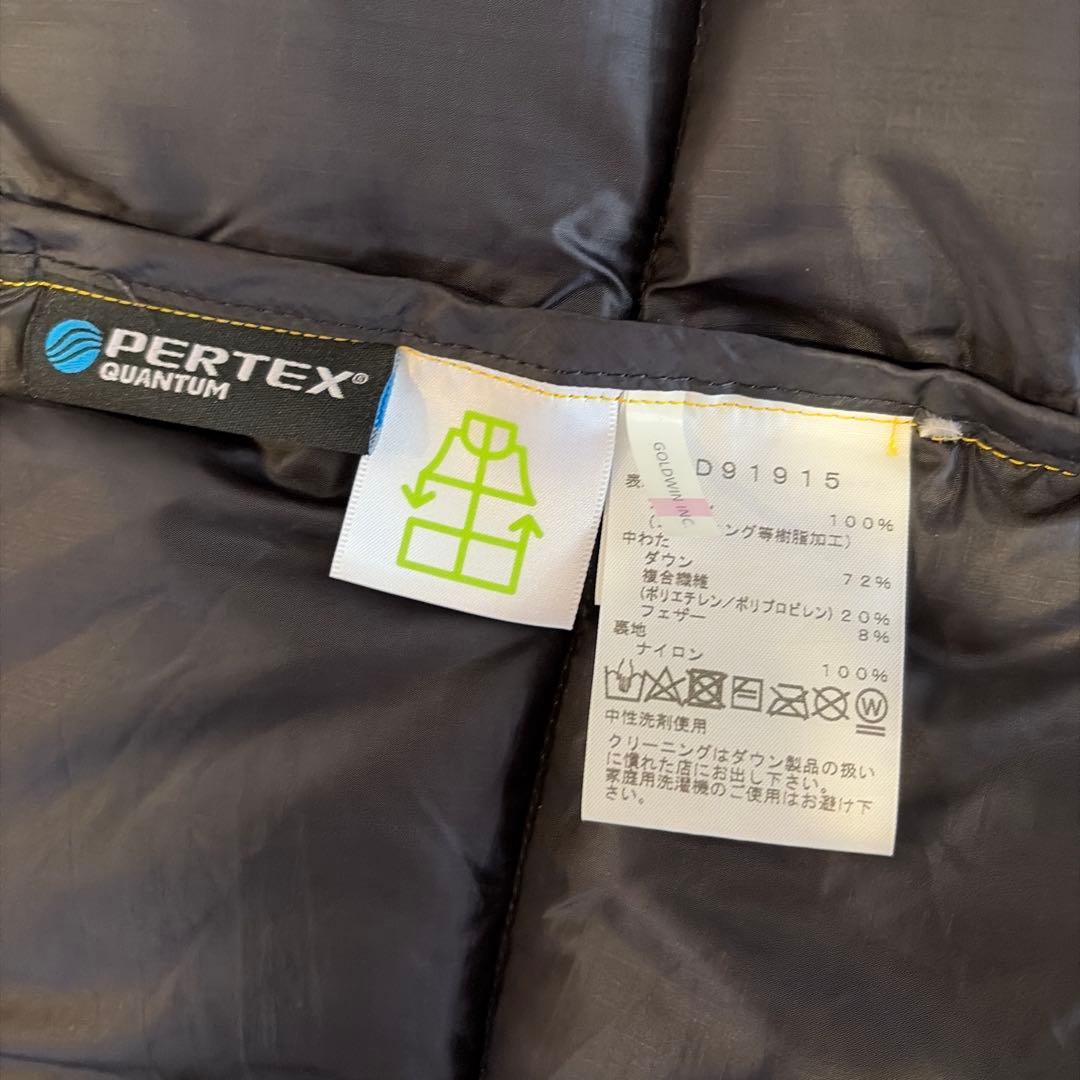 PERTEX®
QUANTUM
GOLDWIN INC
D91915
表
100%
ング等樹脂加工)
中わた
ダウン 72%
複合繊維
(ポリエチレン/ポリプロピレン) 20%
フェザー 8%
裏地
ナイロン 100%
W
中性洗剤使用
クリーニングはダウン製品の扱い
に慣れた店にお出し下さい。
家庭用洗濯機のご使用はお避け下
さい。